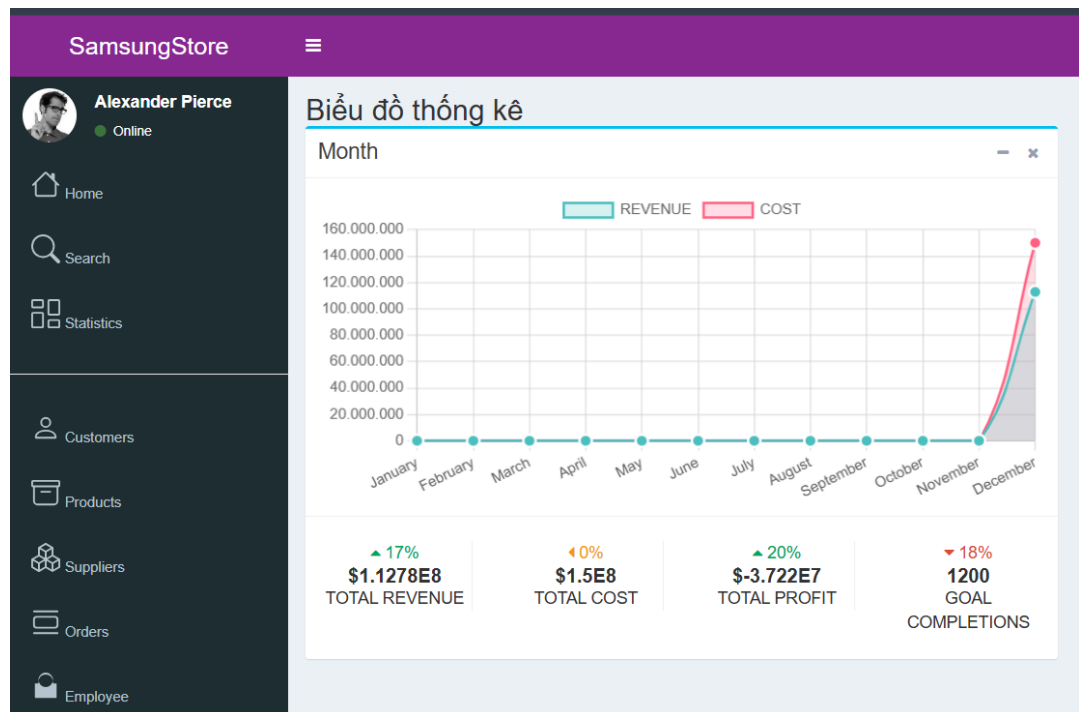 SamsungStore
Alexander Pierce
Online
Home
Search
Statistics
Customers
Products
Suppliers
Orders
Employee
Biểu đồ thống kê
Month
REVENUE COST
160.000.000
140.000.000
120.000.000
100.000.000
80.000.000
60.000.000
40.000.000
20.000.000
0
January February March April May June July August September October November December
17%
$1.1278E8
TOTAL REVENUE
0%
$1.5E8
TOTAL COST
20%
$-3.722E7
TOTAL PROFIT
18%
1200
GOAL
COMPLETIONS